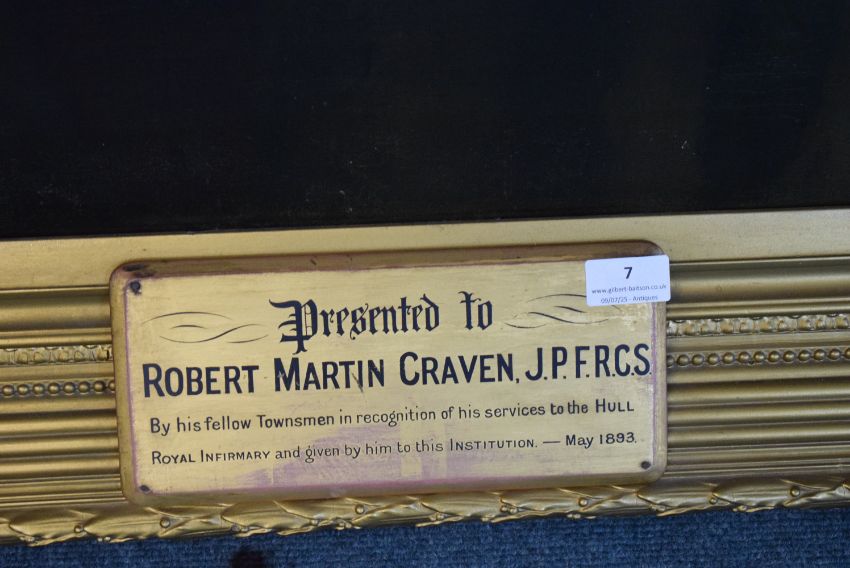 7
www.gilbert-baitson.co.uk
09/07/25 - Antiques
Presented to
ROBERT MARTIN CRAVEN, J.P. F.R.C.S.
By his fellow Townsmen in recognition of his services to the HULL
ROYAL INFIRMARY and given by him to this INSTITUTION. — May 1893.